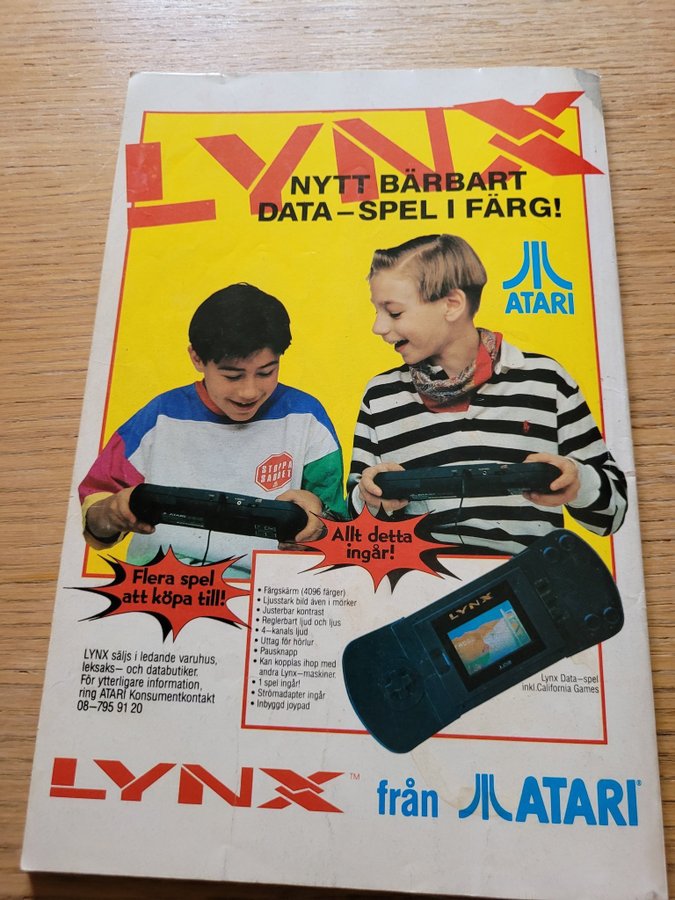 LYNX
NYTT BÄRBART
DATA–SPEL I FÄRG!
ATARI
STOPPA
ATARI
Allt detta
ingår!
Flera spel
att köpa till!
• Färgskärm (4096 färger)
• Ljusstark bild även i mörker
• Justerbar kontrast
• Reglerbart ljud och ljus
• 4–kanals ljud
• Uttag för hörlur
• Pausknapp
• Kan kopplas ihop med
andra Lynx–maskiner.
• 1 spel ingår!
• Strömadapter ingår
• Inbyggd joypad
LYNX
Lynx Data–spel
inkl.California Games
LYNX säljs i ledande varuhus,
leksaks– och databutiker.
För ytterligare information,
ring ATARI Konsumentkontakt
08–795 91 20
LYNX™ från ATARI®